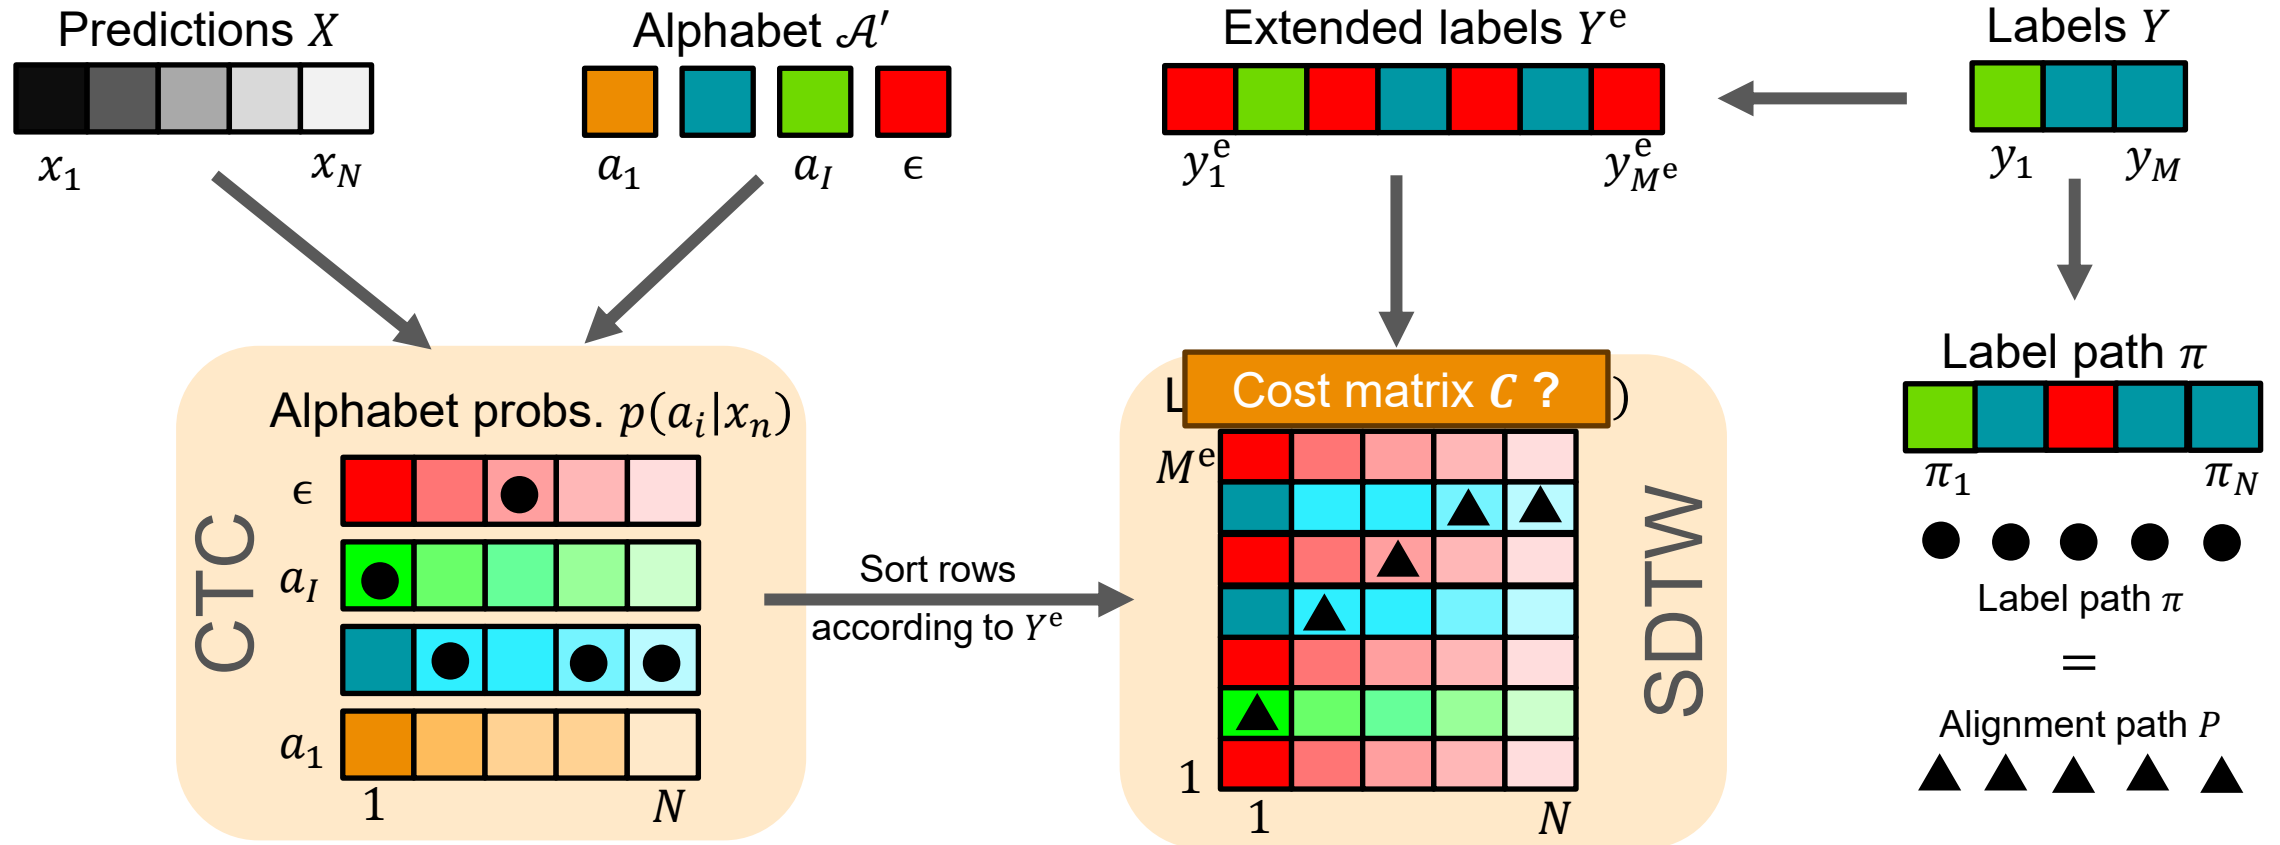 Predictions X
x₁ x_N
Alphabet 𝒜′
a₁ a_I ϵ
Extended labels Yᵉ
y₁ᵉ y_{Mᵉ}ᵉ
Labels Y
y₁ y_M
CTC
Alphabet probs. p(a_i|x_n)
ϵ
a_I
a₁
1 N
Sort rows
according to Yᵉ
L )
Cost matrix C ?
Mᵉ
1
1 N
SDTW
Label path π
π₁ π_N
Label path π
=
Alignment path P